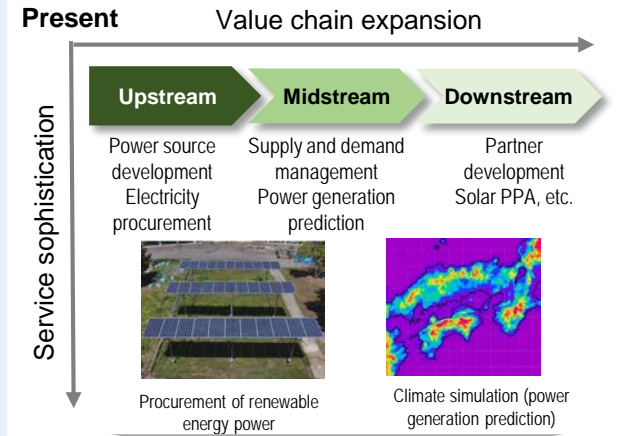 Present
Value chain expansion
Service sophistication
Upstream
Midstream
Downstream
Power source
development
Electricity
procurement
Supply and demand
management
Power generation
prediction
Partner
development
Solar PPA, etc.
Procurement of renewable
energy power
Climate simulation (power
generation prediction)